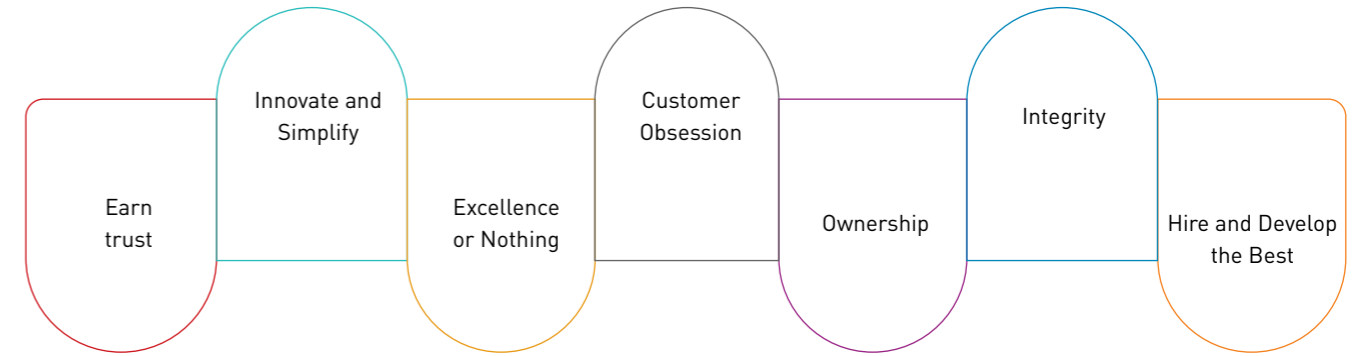 Earn
trust
Innovate and
Simplify
Excellence
or Nothing
Customer
Obsession
Ownership
Integrity
Hire and Develop
the Best